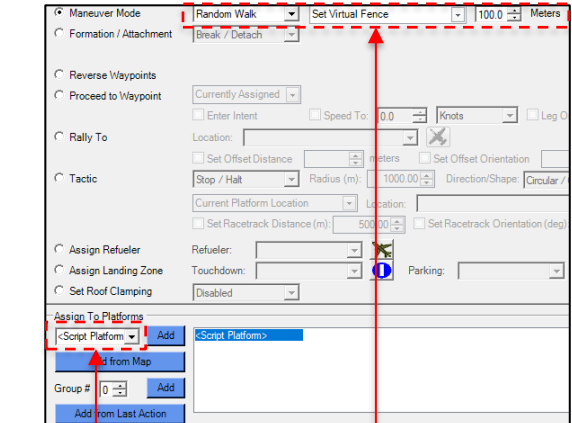 Maneuver Mode Random Walk Set Virtual Fence 100.0 Meters
Formation / Attachment Break / Detach
Reverse Waypoints
Proceed to Waypoint Currently Assigned
Enter Intent Speed To: 0.0 Knots Leg O
Rally To Location:
Set Offset Distance meters Set Offset Orientation
Tactic Stop / Halt Radius (m): 1000.00 Direction/Shape: Circular /
Current Platform Location Location:
Set Racetrack Distance (m): 500.00 Set Racetrack Orientation (deg)
Assign Refueler Refueler:
Assign Landing Zone Touchdown: Parking:
Set Roof Clamping Disabled
Assign To Platforms
<Script Platform Add <Script Platform>
from Map
Group # 0 Add
Add from Last Action